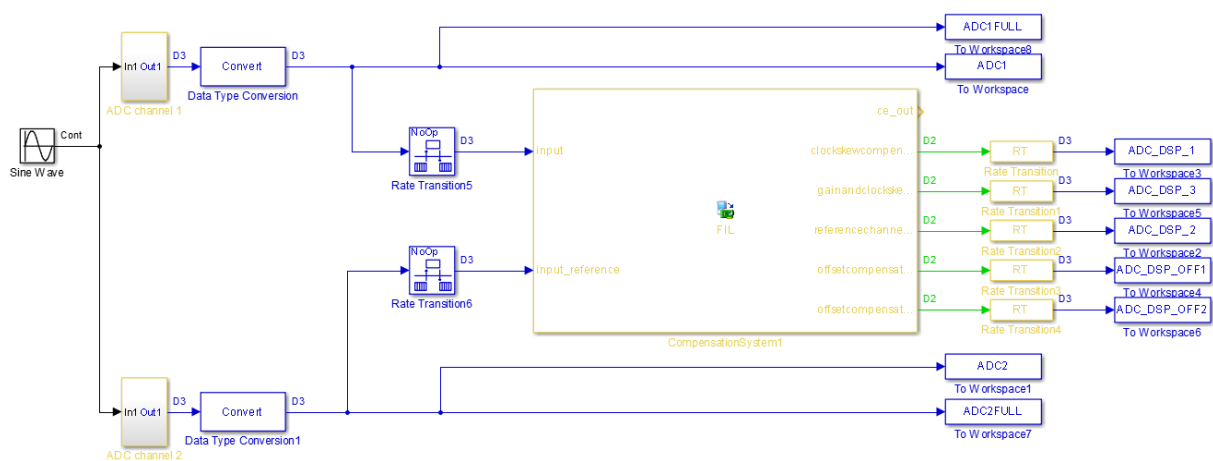 ADC1FULL
To Workspace8
D3
Convert
D3
In1 Out1
ADC channel 1
Data Type Conversion
ADC1
To Workspace
Cont
Sine Wave
NoOp
D3
Rate Transition5
input
ce_out
clockskewcompen...
D2
RT
D3
ADC_DSP_1
Rate Transition
To Workspace3
gainandclockske...
D2
RT
D3
ADC_DSP_3
Rate Transition1
To Workspace5
FIL
referencechanne...
D2
RT
D3
ADC_DSP_2
Rate Transition2
To Workspace2
NoOp
D3
Rate Transition6
input_reference
offsetcompensat...
D2
RT
D3
ADC_DSP_OFF1
Rate Transition3
To Workspace4
offsetcompensat...
D2
RT
D3
ADC_DSP_OFF2
Rate Transition4
To Workspace6
CompensationSystem1
ADC2
To Workspace1
D3
Convert
D3
In1 Out1
ADC channel 2
Data Type Conversion1
ADC2FULL
To Workspace7